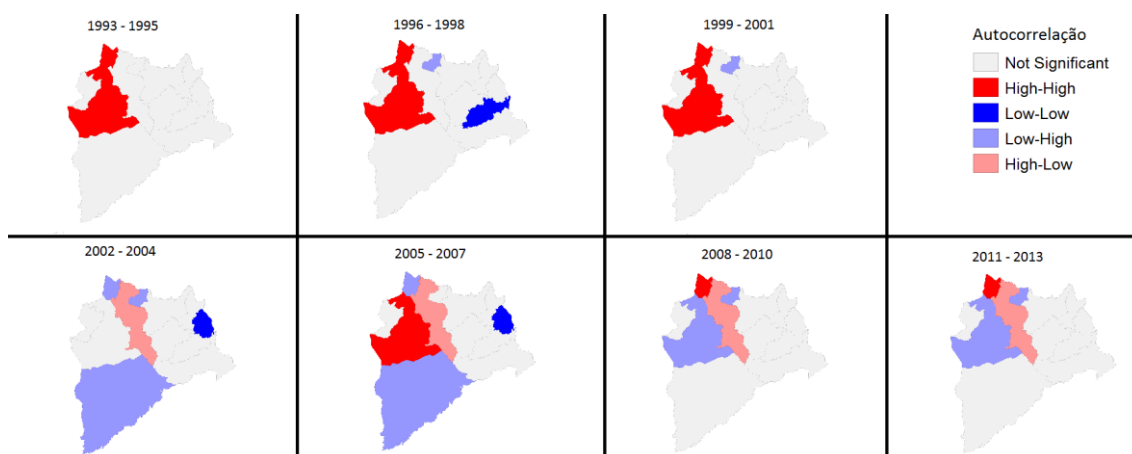 1993 - 1995
1996 - 1998
1999 - 2001
Autocorrelação
Not Significant
High-High
Low-Low
Low-High
High-Low
2002 - 2004
2005 - 2007
2008 - 2010
2011 - 2013